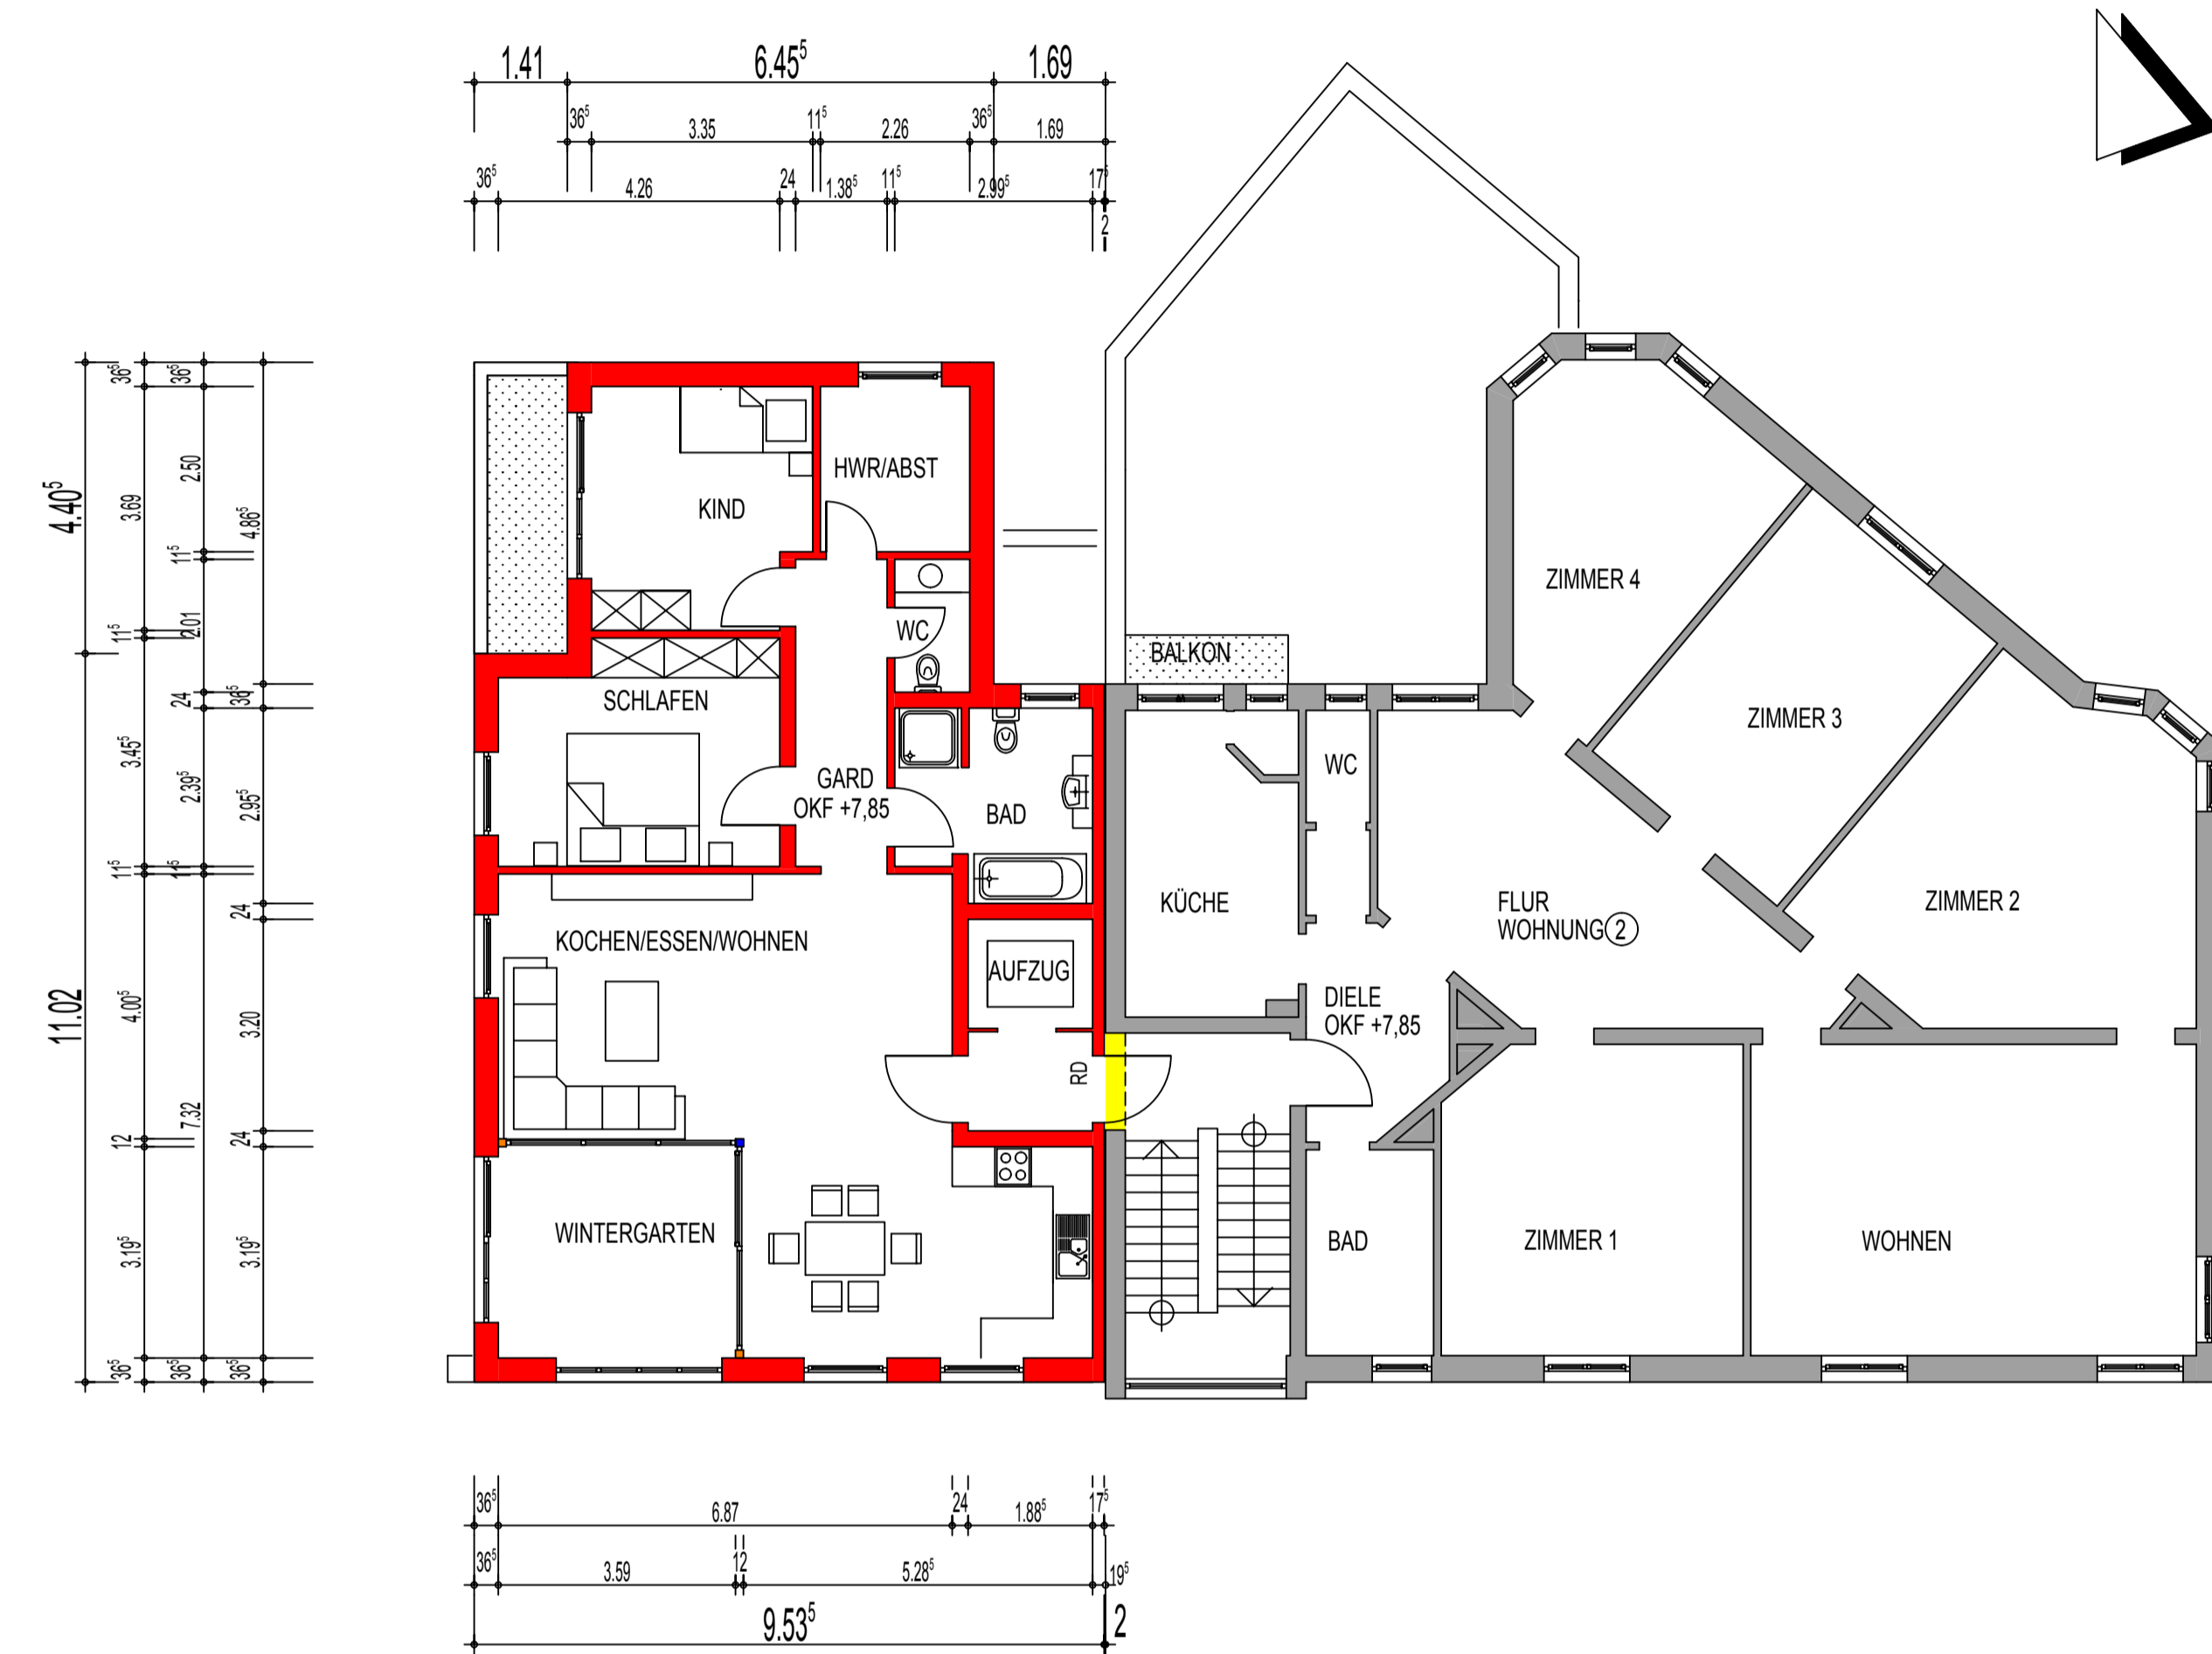 1.41 6.45⁵ 1.69
36⁵ 3.35 11⁵ 2.26 36⁵ 1.69
36⁵ 4.26 24 1.38⁵ 11⁵ 2.99⁵ 17⁵
2
4.40⁵ 11.02
36⁵ 3.69 11⁵ 3.45⁵ 11⁵ 4.00⁵ 12 3.19⁵ 36⁵
36⁵ 2.50 11⁵ 2.01 24 2.39⁵ 11⁵ 7.32 36⁵
4.86⁵ 36⁵ 2.95⁵ 24 3.20 24 3.19⁵ 36⁵
HWR/ABST
KIND
WC
SCHLAFEN
GARD
OKF +7,85
BAD
KOCHEN/ESSEN/WOHNEN
AUFZUG
RD
WINTERGARTEN
BALKON
WC
KÜCHE
DIELE
OKF +7,85
FLUR
WOHNUNG 2
ZIMMER 4
ZIMMER 3
ZIMMER 2
BAD
ZIMMER 1
WOHNEN
36⁵ 6.87 24 1.88⁵ 17⁵
36⁵ 3.59 12 5.28⁵ 19⁵
9.53⁵ 2